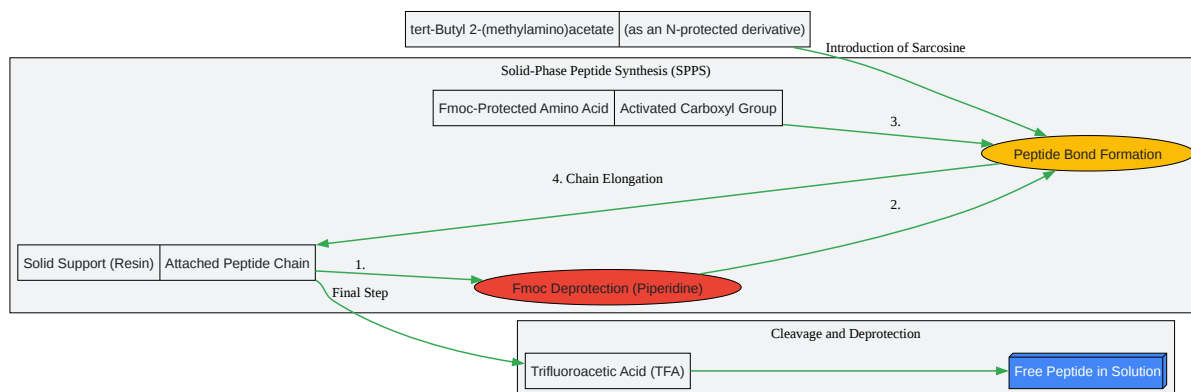 tert-Butyl 2-(methylamino)acetate (as an N-protected derivative)
Introduction of Sarcosine
Solid-Phase Peptide Synthesis (SPPS)
Fmoc-Protected Amino Acid Activated Carboxyl Group
3.
Peptide Bond Formation
4. Chain Elongation
2.
Solid Support (Resin) Attached Peptide Chain
1.
Fmoc Deprotection (Piperidine)
Final Step
Cleavage and Deprotection
Trifluoroacetic Acid (TFA)
Free Peptide in Solution